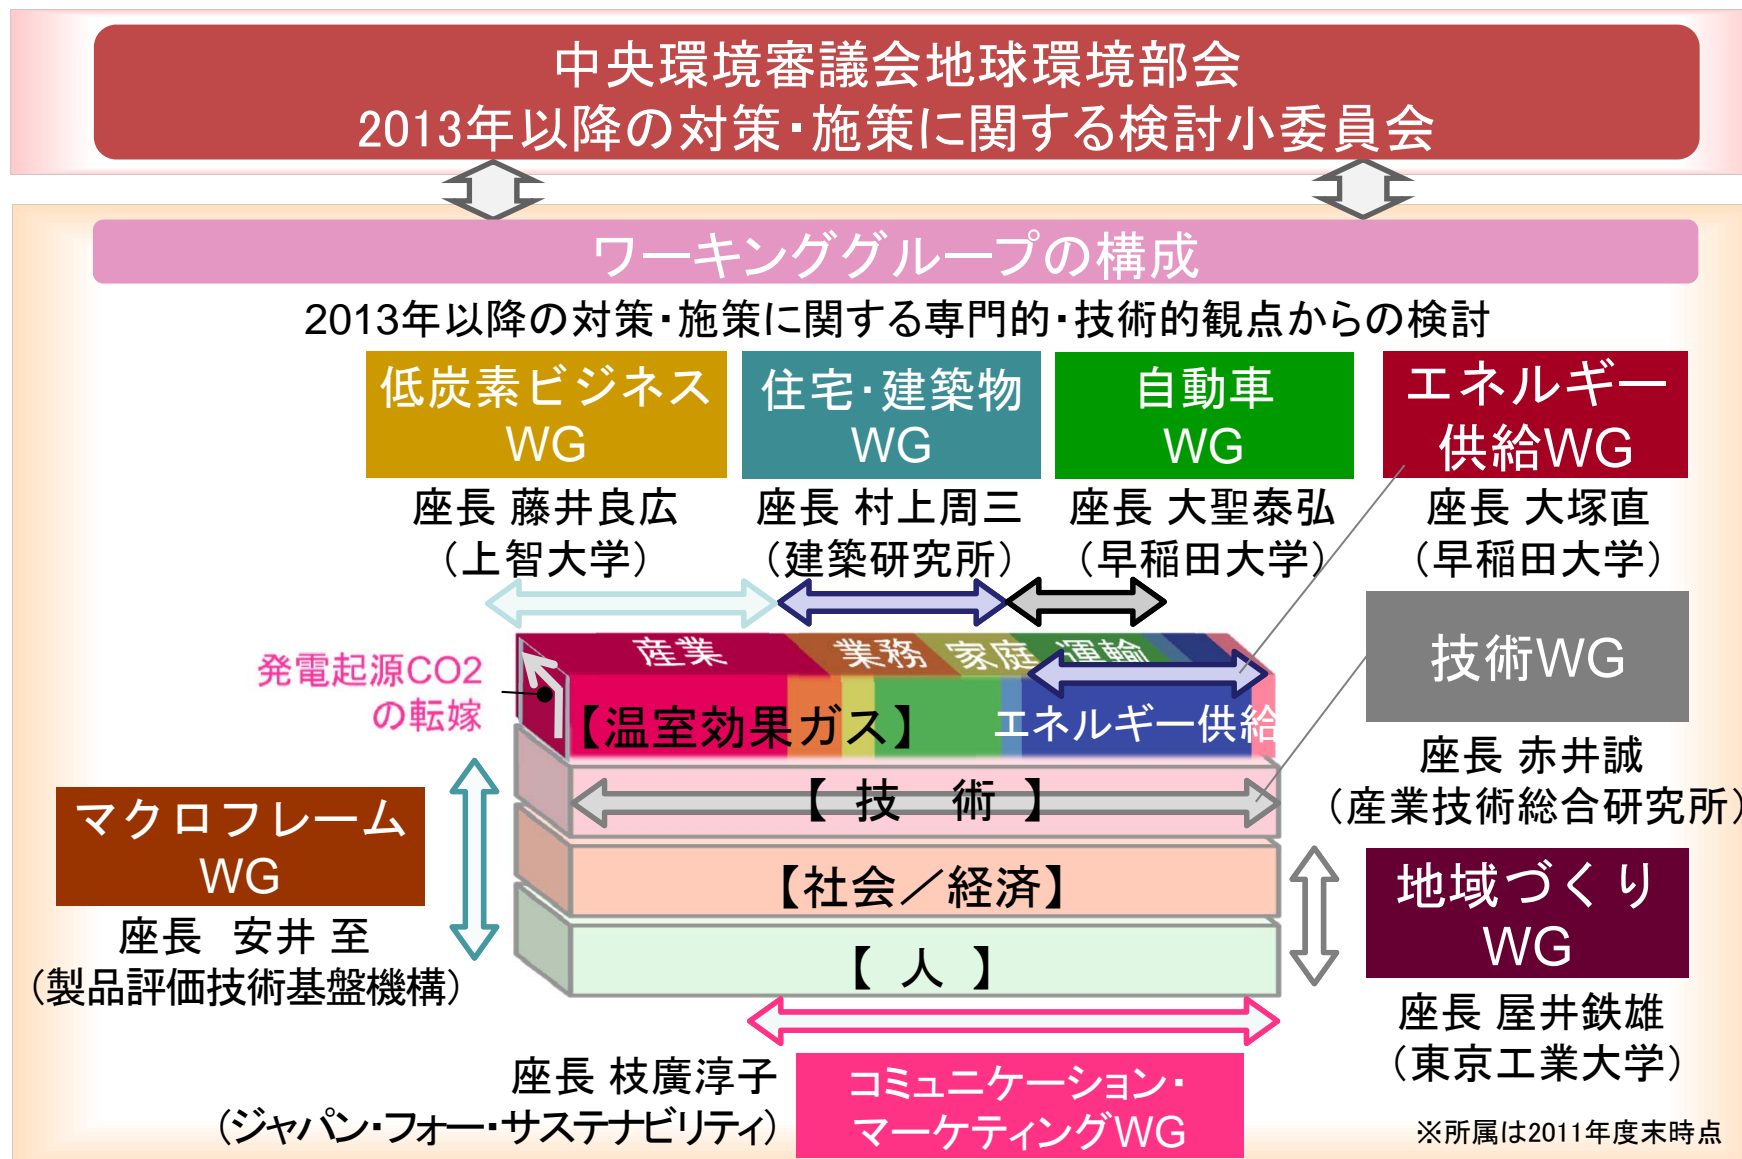 中央環境審議会地球環境部会
2013年以降の対策・施策に関する検討小委員会
ワーキンググループの構成
2013年以降の対策・施策に関する専門的・技術的観点からの検討
低炭素ビジネス
WG
座長 藤井良広
（上智大学）
住宅・建築物
WG
座長 村上周三
（建築研究所）
自動車
WG
座長 大聖泰弘
（早稲田大学）
エネルギー
供給WG
座長 大塚直
（早稲田大学）
産業
業務
家庭
運輸
発電起源CO2
の転嫁
【温室効果ガス】
エネルギー供給
技術WG
座長 赤井誠
（産業技術総合研究所）
【 技　術 】
マクロフレーム
WG
座長　安井 至
（製品評価技術基盤機構）
【社会／経済】
地域づくり
WG
座長 屋井鉄雄
（東京工業大学）
【 人 】
座長 枝廣淳子
（ジャパン・フォー・サステナビリティ）
コミュニケーション・
マーケティングWG
※所属は2011年度末時点